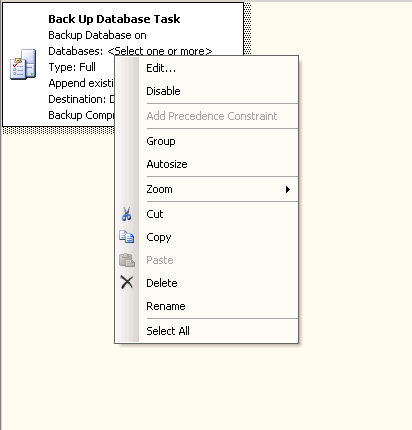 Back Up Database Task
Backup Database on
Databases: <Select one or more>
Type: Full
Append existi
Destination: D
Backup Compr
Edit...
Disable
Add Precedence Constraint
Group
Autosize
Zoom
Cut
Copy
Paste
Delete
Rename
Select All